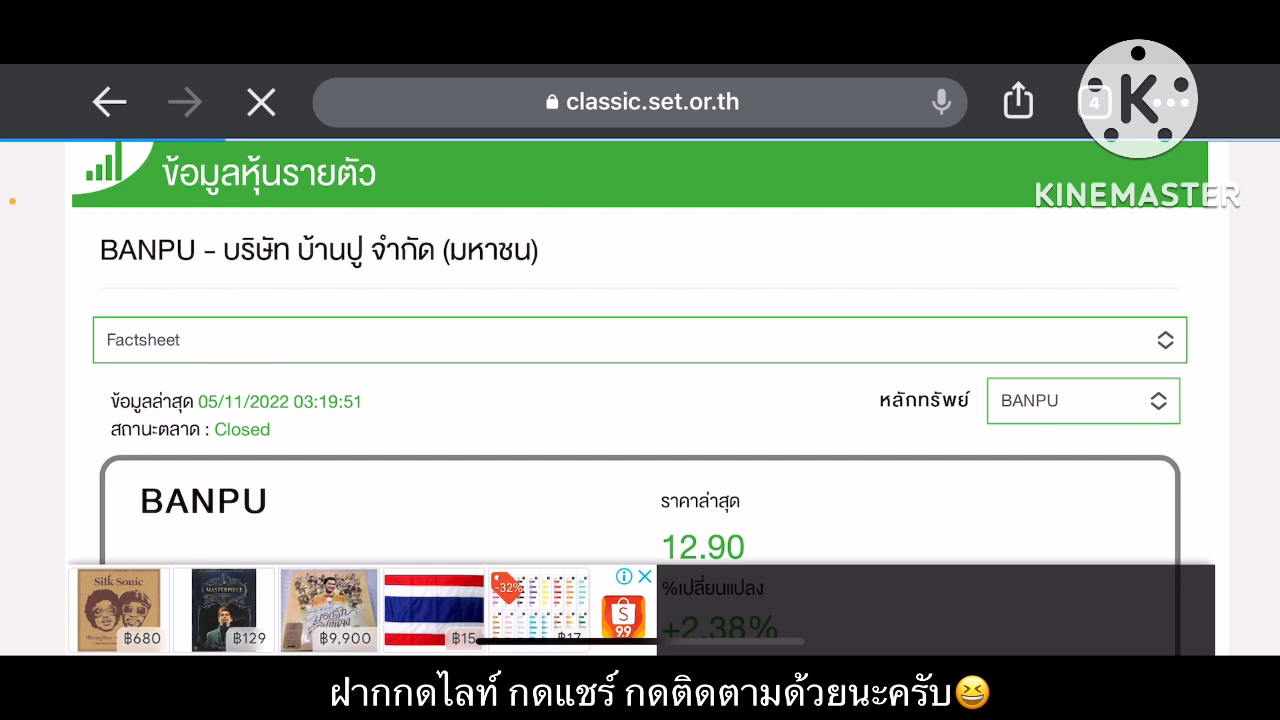 classic.set.or.th
4
K
KINEMASTER
ข้อมูลหุ้นรายตัว
BANPU - บริษัท บ้านปู จำกัด (มหาชน)
Factsheet
ข้อมูลล่าสุด 05/11/2022 03:19:51
หลักทรัพย์ BANPU
สถานะตลาด : Closed
BANPU
ราคาล่าสุด
12.90
%เปลี่ยนแปลง
+2.38%
Silk Sonic
฿680
MASTERPIECE
฿129
฿9,900
฿15
-32%
฿17
S
9.9
ฝากกดไลท์ กดแชร์ กดติดตามด้วยนะครับ😆